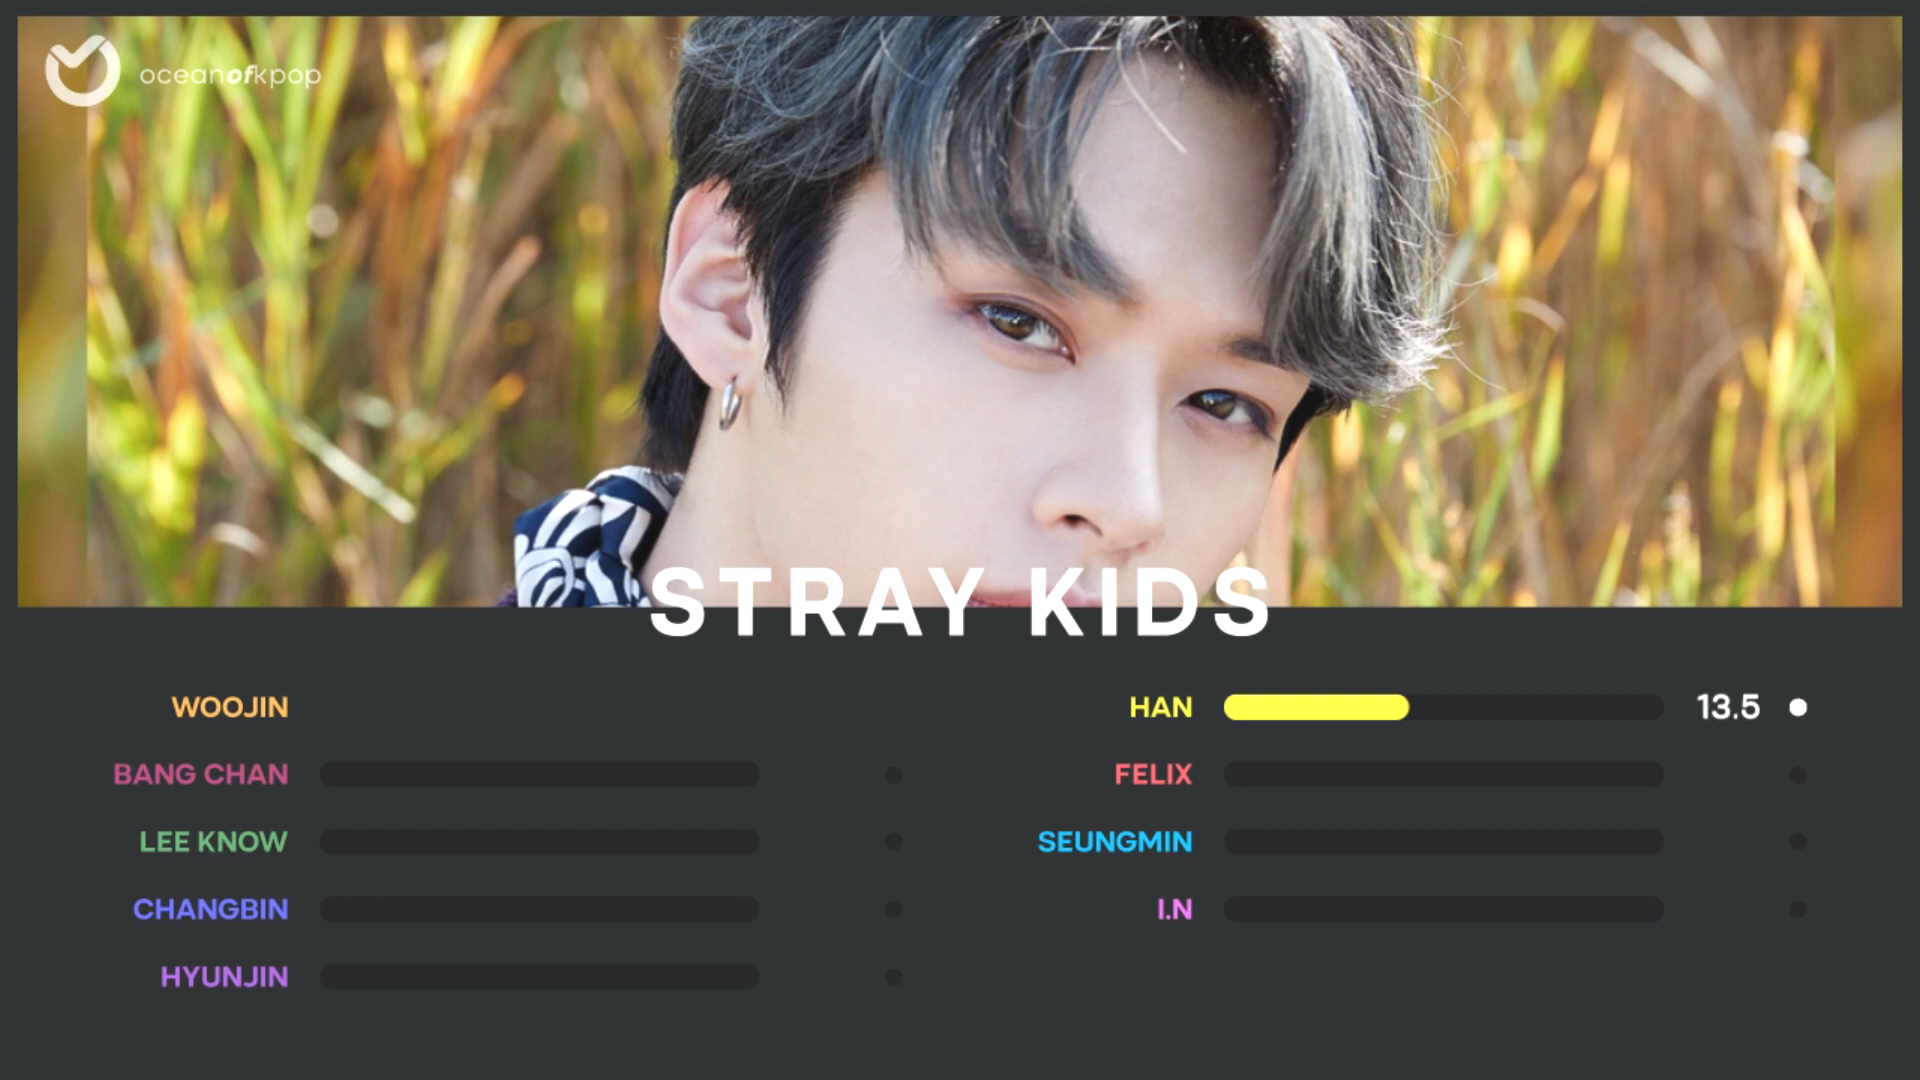 oceanofkpop
STRAY KIDS
WOOJIN
BANG CHAN
LEE KNOW
CHANGBIN
HYUNJIN
HAN 13.5
FELIX
SEUNGMIN
I.N